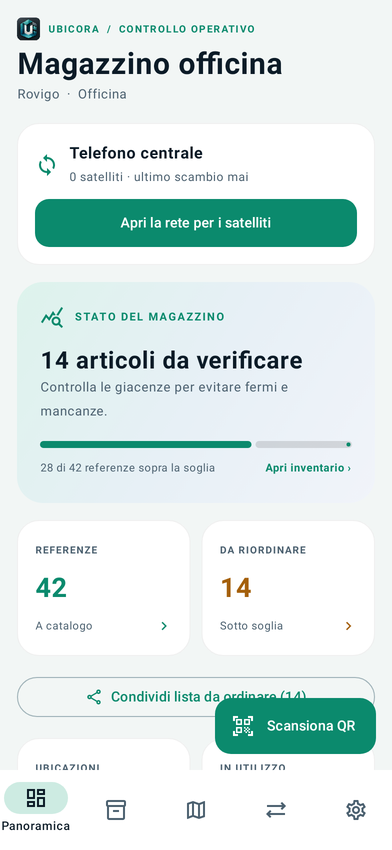 UBICORA / CONTROLLO OPERATIVO
Magazzino officina
Rovigo · Officina
Telefono centrale
0 satelliti · ultimo scambio mai
Apri la rete per i satelliti
STATO DEL MAGAZZINO
14 articoli da verificare
Controlla le giacenze per evitare fermi e
mancanze.
28 di 42 referenze sopra la soglia
Apri inventario ›
REFERENZE
42
A catalogo
DA RIORDINARE
14
Sotto soglia
Condividi lista da ordinare (14)
Scansiona QR
UBICAZIONI
IN UTILIZZO
Panoramica